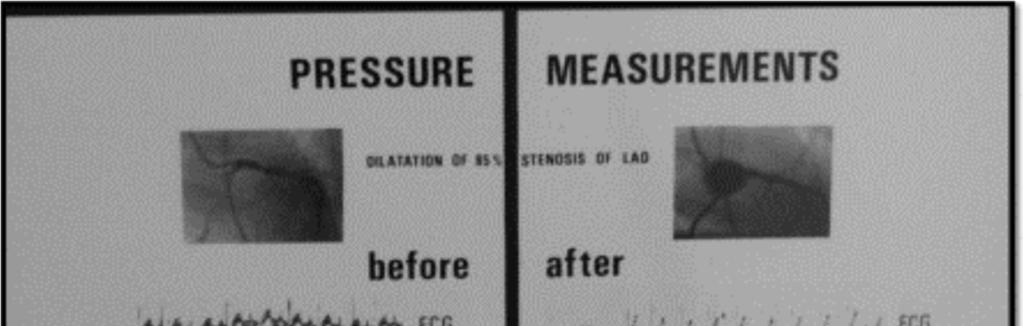 PRESSURE MEASUREMENTS
DILATATION OF 85% STENOSIS OF LAD
before after
ECG ECG